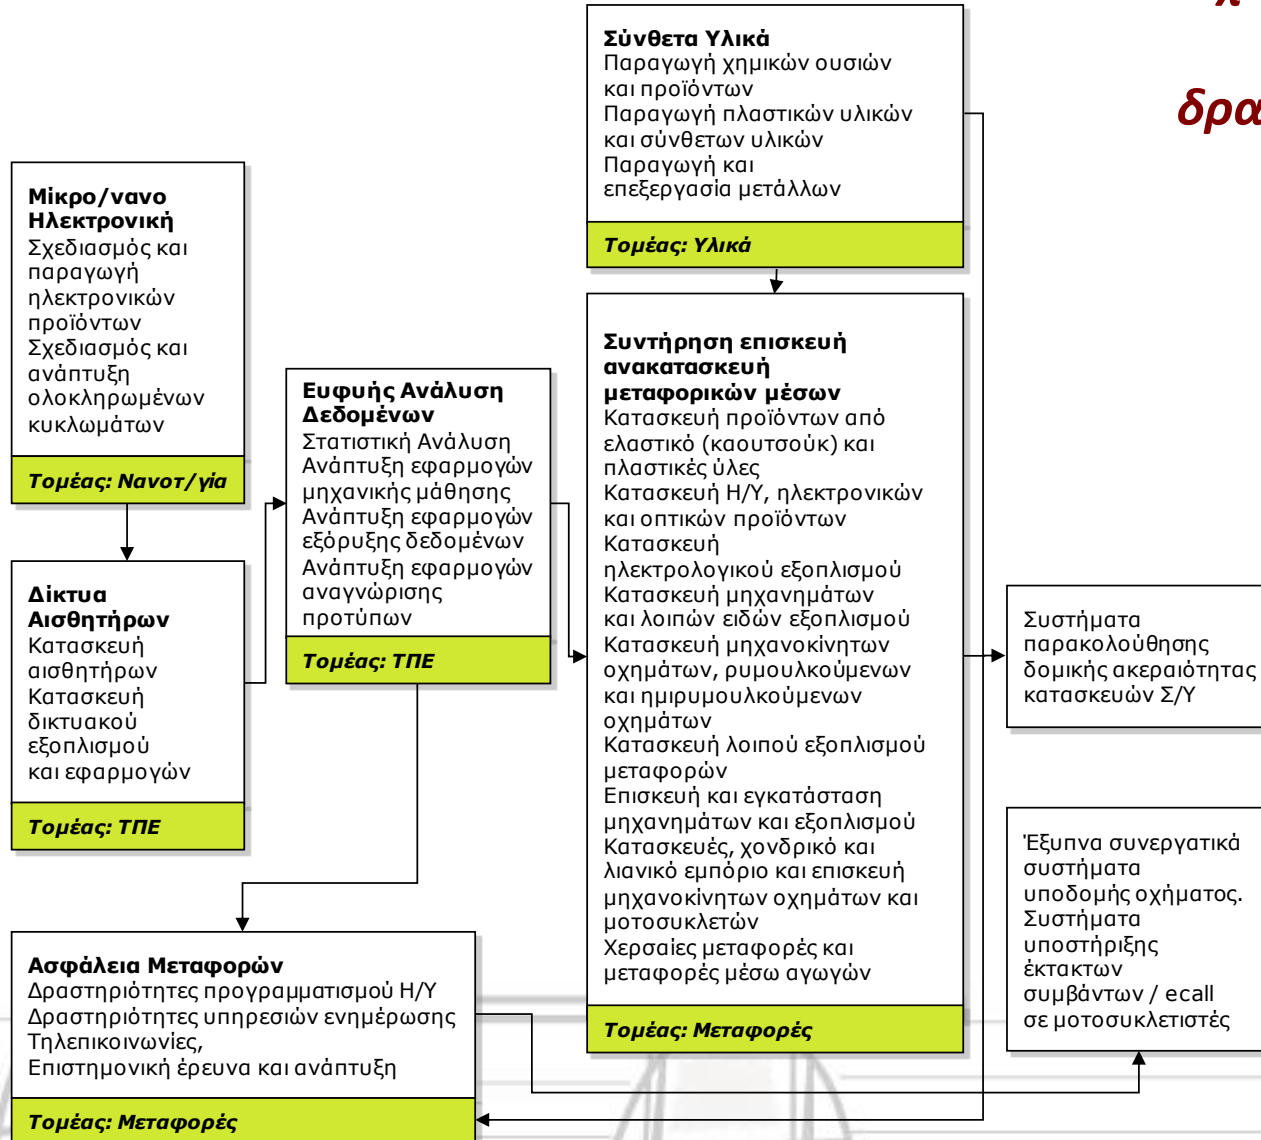 δρα
Σύνθετα Υλικά
Παραγωγή χημικών ουσιών
και προϊόντων
Παραγωγή πλαστικών υλικών
και σύνθετων υλικών
Παραγωγή και
επεξεργασία μετάλλων
Τομέας: Υλικά
Μίκρο/νανο
Ηλεκτρονική
Σχεδιασμός και
παραγωγή
ηλεκτρονικών
προϊόντων
Σχεδιασμός και
ανάπτυξη
ολοκληρωμένων
κυκλωμάτων
Τομέας: Νανοτ/γία
Δίκτυα
Αισθητήρων
Κατασκευή
αισθητήρων
Κατασκευή
δικτυακού
εξοπλισμού
και εφαρμογών
Τομέας: ΤΠΕ
Ευφυής Ανάλυση
Δεδομένων
Στατιστική Ανάλυση
Ανάπτυξη εφαρμογών
μηχανικής μάθησης
Ανάπτυξη εφαρμογών
εξόρυξης δεδομένων
Ανάπτυξη εφαρμογών
αναγνώρισης
προτύπων
Τομέας: ΤΠΕ
Συντήρηση επισκευή
ανακατασκευή
μεταφορικών μέσων
Κατασκευή προϊόντων από
ελαστικό (καουτσούκ) και
πλαστικές ύλες
Κατασκευή Η/Υ, ηλεκτρονικών
και οπτικών προϊόντων
Κατασκευή
ηλεκτρολογικού εξοπλισμού
Κατασκευή μηχανημάτων
και λοιπών ειδών εξοπλισμού
Κατασκευή μηχανοκίνητων
οχημάτων, ρυμουλκούμενων
και ημιρυμουλκούμενων
οχημάτων
Κατασκευή λοιπού εξοπλισμού
μεταφορών
Επισκευή και εγκατάσταση
μηχανημάτων και εξοπλισμού
Κατασκευές, χονδρικό και
λιανικό εμπόριο και επισκευή
μηχανοκίνητων οχημάτων και
μοτοσυκλετών
Χερσαίες μεταφορές και
μεταφορές μέσω αγωγών
Τομέας: Μεταφορές
Συστήματα
παρακολούθησης
δομικής ακεραιότητας
κατασκευών Σ/Υ
Έξυπνα συνεργατικά
συστήματα
υποδομής οχήματος.
Συστήματα
υποστήριξης
έκτακτων
συμβάντων / ecall
σε μοτοσυκλετιστές
Ασφάλεια Μεταφορών
Δραστηριότητες προγραμματισμού Η/Υ
Δραστηριότητες υπηρεσιών ενημέρωσης
Τηλεπικοινωνίες,
Επιστημονική έρευνα και ανάπτυξη
Τομέας: Μεταφορές